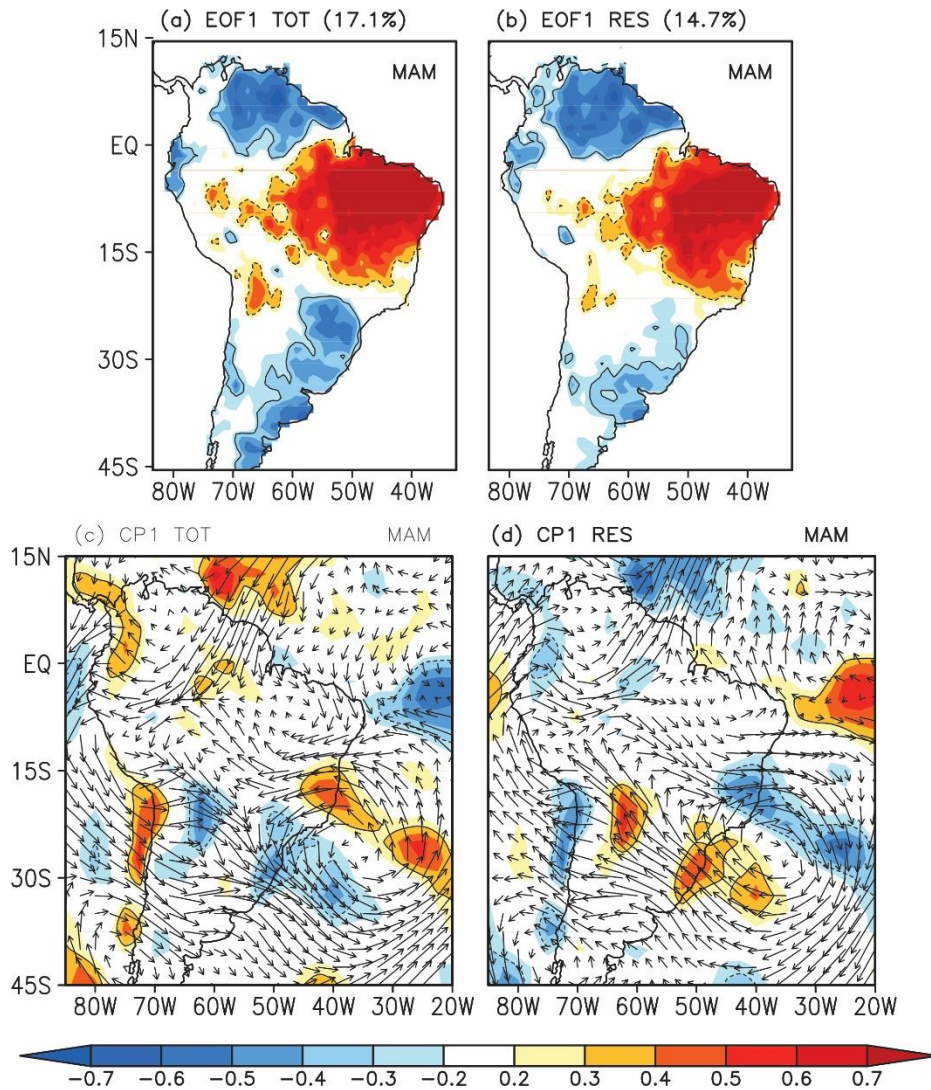 (a) EOF1 TOT (17.1%) (b) EOF1 RES (14.7%)
15N
MAM MAM
EQ
15S
30S
45S
80W 70W 60W 50W 40W 80W 70W 60W 50W 40W
(c) CP1 TOT MAM (d) CP1 RES MAM
15N
EQ
15S
30S
45S
80W 70W 60W 50W 40W 30W 20W 80W 70W 60W 50W 40W 30W 20W
-0.7 -0.6 -0.5 -0.4 -0.3 -0.2 0.2 0.3 0.4 0.5 0.6 0.7